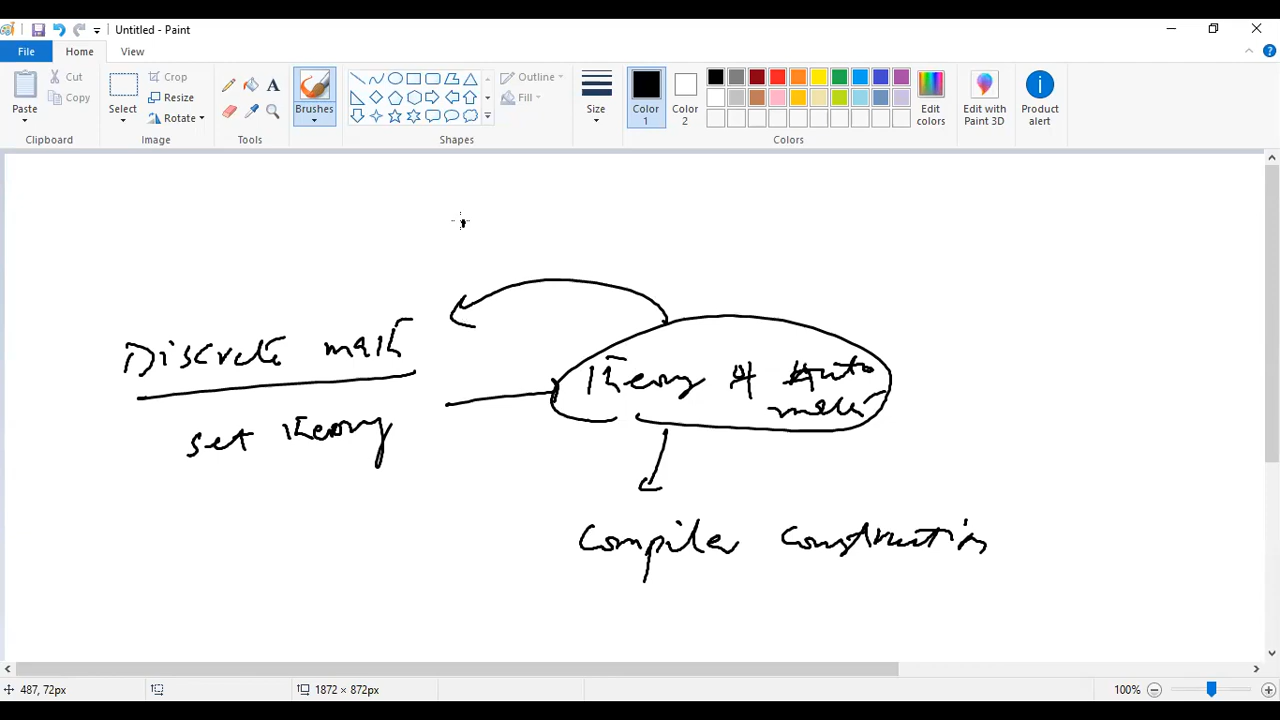 Untitled - Paint
File Home View
Paste
Cut
Copy
Clipboard
Select
Crop
Resize
Rotate
Image
Tools
Brushes
Shapes
Outline
Fill
Size
Color 1
Color 2
Edit colors
Colors
Edit with Paint 3D
Product alert
Discrete math
set Theory
Theory of Auto
mata
Compiler Construction
487, 72px
1872 × 872px
100%